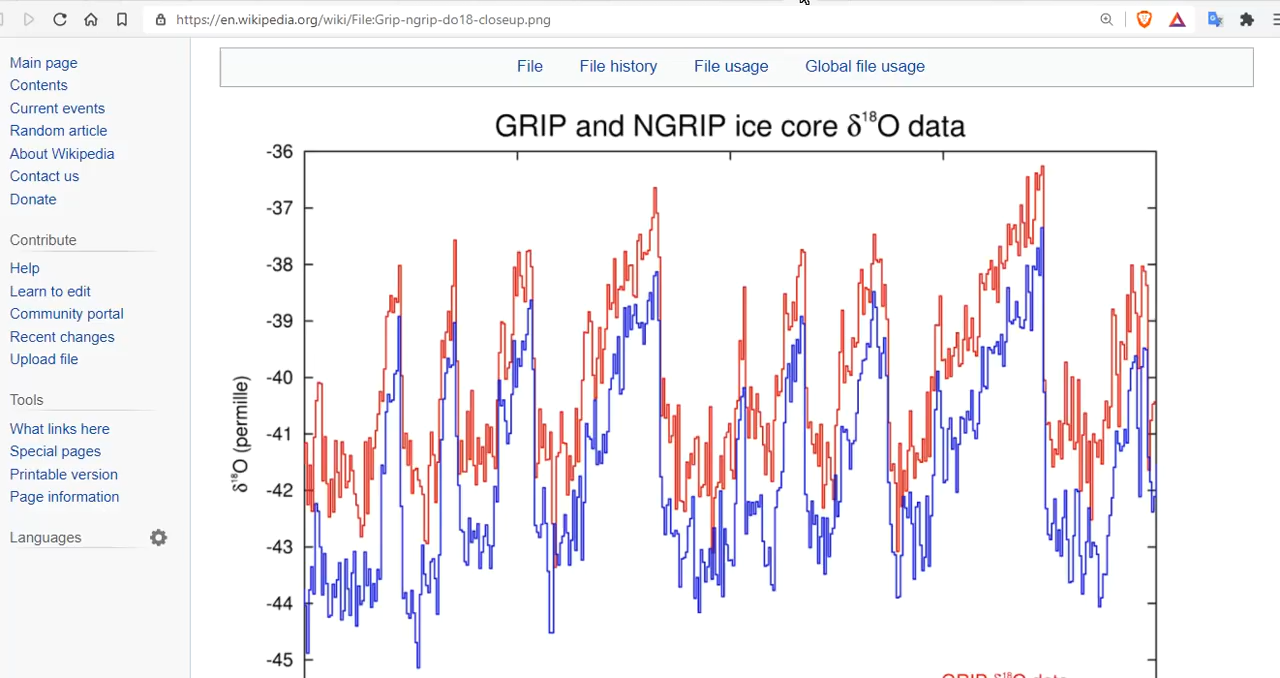 https://en.wikipedia.org/wiki/File:Grip-ngrip-do18-closeup.png
Main page
Contents
Current events
Random article
About Wikipedia
Contact us
Donate
Contribute
Help
Learn to edit
Community portal
Recent changes
Upload file
Tools
What links here
Special pages
Printable version
Page information
Languages
File File history File usage Global file usage
GRIP and NGRIP ice core δ¹⁸O data
-36
-37
-38
-39
-40
-41
-42
-43
-44
-45
δ¹⁸O (permille)
GRIP δ¹⁸O data